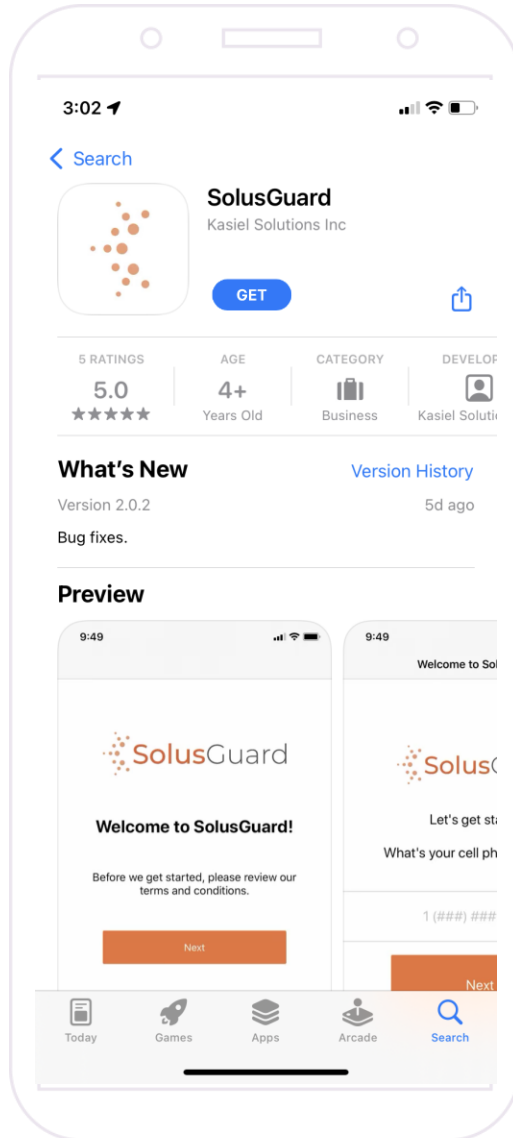 3:02
Search
SolusGuard
Kasiel Solutions Inc
GET
5 RATINGS
5.0
AGE
4+
Years Old
CATEGORY
Business
DEVELOP
Kasiel Soluti
What's New
Version History
Version 2.0.2
5d ago
Bug fixes.
Preview
9:49
SolusGuard
Welcome to SolusGuard!
Before we get started, please review our
terms and conditions.
Next
9:49
Welcome to Sol
Solus
Let's get sta
What's your cell ph
1 (###) ###
Next
Today
Games
Apps
Arcade
Search